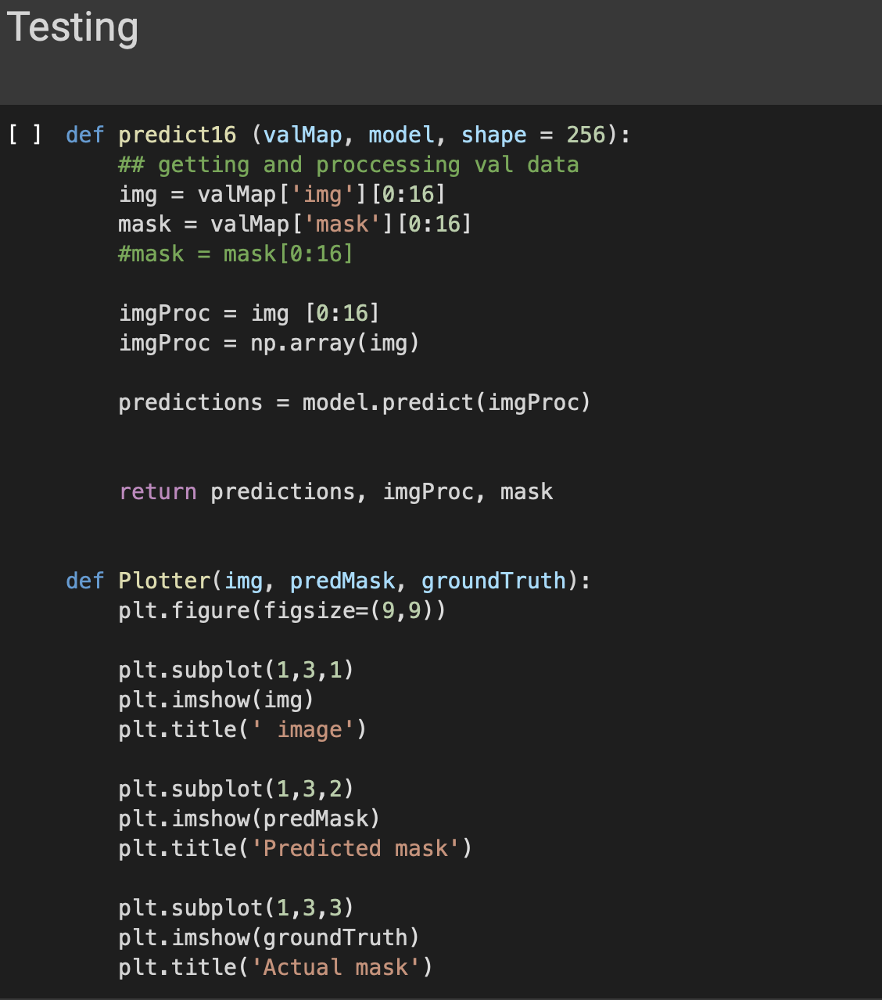 Testing
[ ] def predict16 (valMap, model, shape = 256):
## getting and proccessing val data
img = valMap['img'][0:16]
mask = valMap['mask'][0:16]
#mask = mask[0:16]
imgProc = img [0:16]
imgProc = np.array(img)
predictions = model.predict(imgProc)
return predictions, imgProc, mask
def Plotter(img, predMask, groundTruth):
plt.figure(figsize=(9,9))
plt.subplot(1,3,1)
plt.imshow(img)
plt.title(' image')
plt.subplot(1,3,2)
plt.imshow(predMask)
plt.title('Predicted mask')
plt.subplot(1,3,3)
plt.imshow(groundTruth)
plt.title('Actual mask')